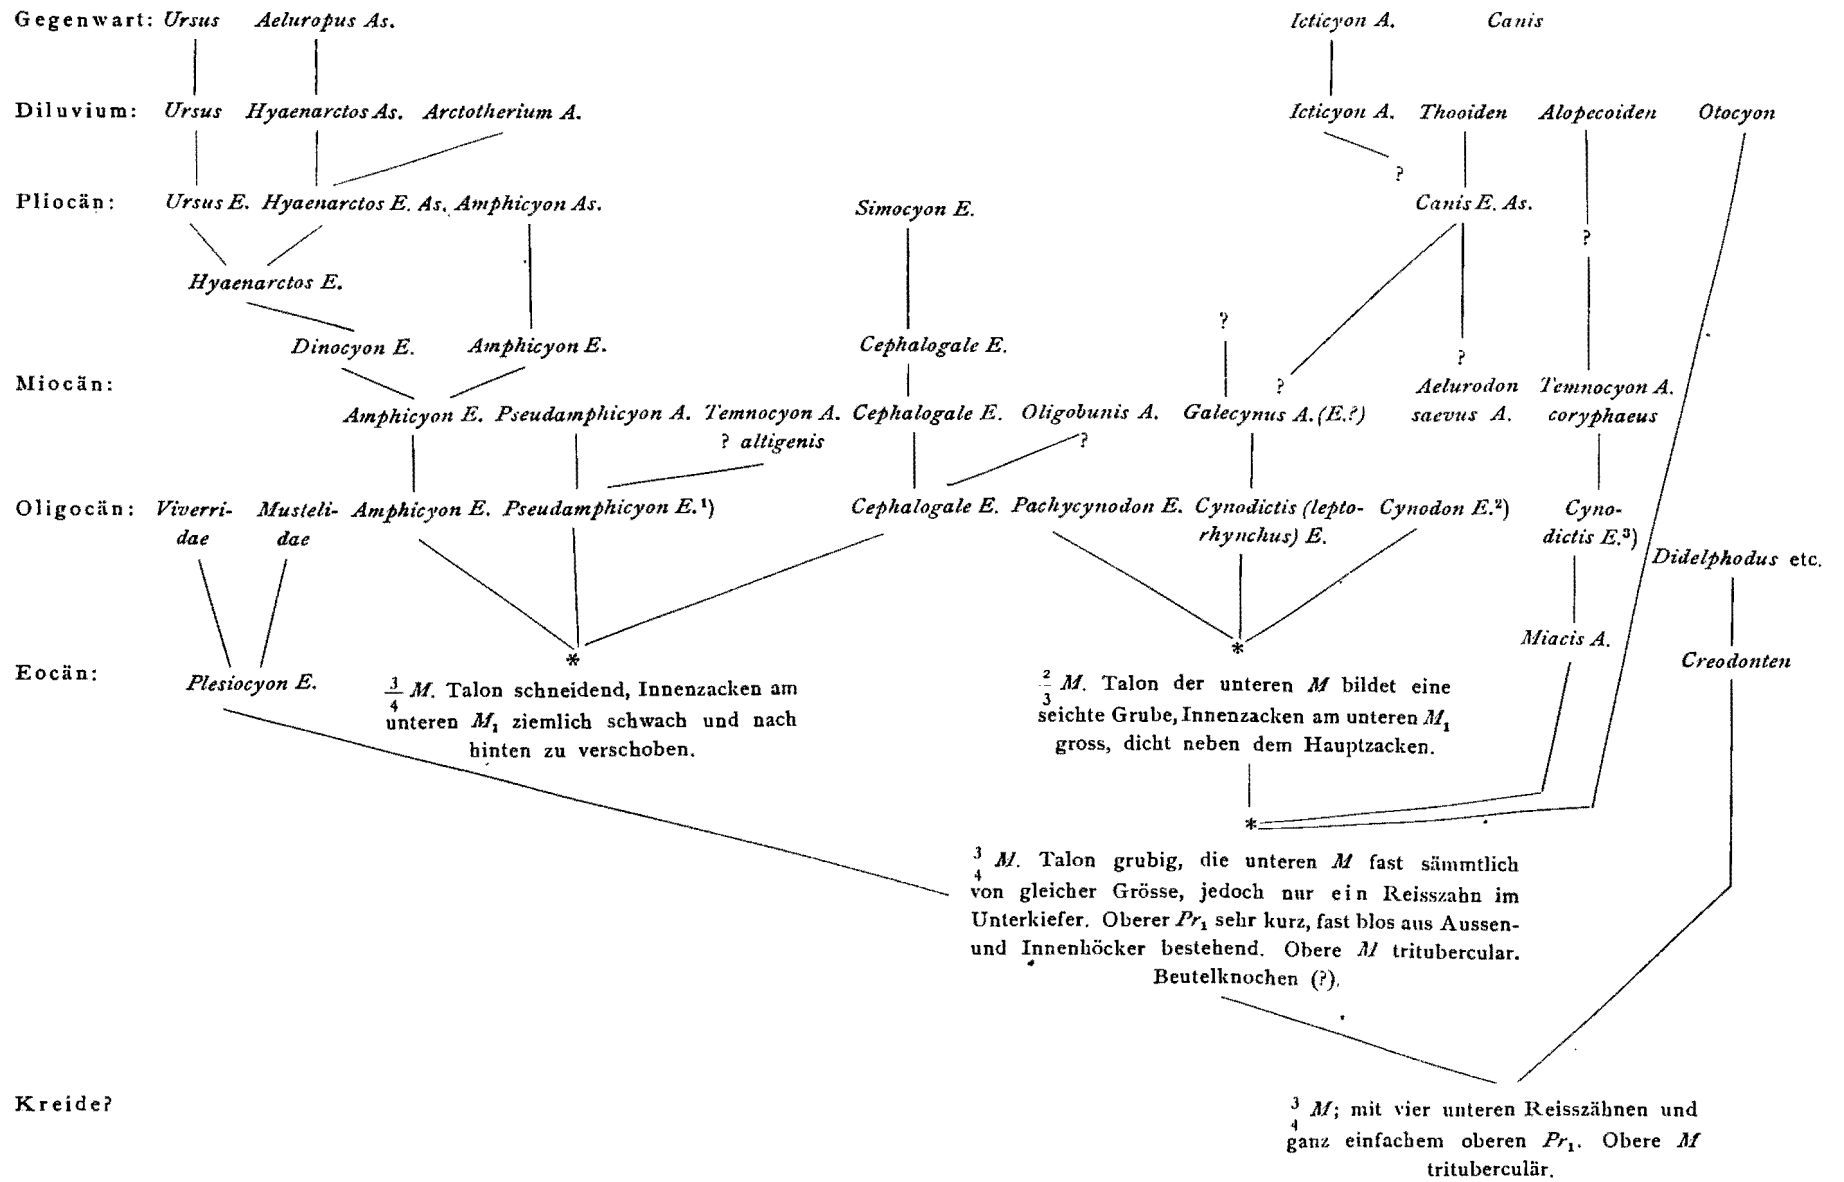 Gegenwart: Ursus Aeluropus As. Icticyon A. Canis
Diluvium: Ursus Hyaenarctos As. Arctotherium A. Icticyon A. Thooiden Alopecoiden Otocyon
?
Pliocän: Ursus E. Hyaenarctos E. As. Amphicyon As. Simocyon E. Canis E. As.
?
Hyaenarctos E.
?
Dinocyon E. Amphicyon E. Cephalogale E.
?
Miocän: ? Aelurodon Temnocyon A.
Amphicyon E. Pseudamphicyon A. Temnocyon A. Cephalogale E. Oligobunis A. Galecynus A. (E.?) saevus A. coryphaeus
? altigenis ?
Oligocän: Viverri- Musteli- Amphicyon E. Pseudamphicyon E.¹) Cephalogale E. Pachycynodon E. Cynodictis (lepto- Cynodon E.²) Cyno-
dae dae rhynchus) E. dictis E.³)
Didelphodus etc.
Miacis A.
* *
Creodonten
Eocän: Plesiocyon E.
3/4 M. Talon schneidend, Innenzacken am
unteren M₁ ziemlich schwach und nach
hinten zu verschoben.
2/3 M. Talon der unteren M bildet eine
seichte Grube, Innenzacken am unteren M₁
gross, dicht neben dem Hauptzacken.
*
3/4 M. Talon grubig, die unteren M fast sämmtlich
von gleicher Grösse, jedoch nur ein Reisszahn im
Unterkiefer. Oberer Pr₁ sehr kurz, fast blos aus Aussen-
und Innenhöcker bestehend. Obere M tritubercular.
Beutelknochen (?).
Kreide?
3/4 M; mit vier unteren Reisszähnen und
ganz einfachem oberen Pr₁. Obere M
trituberculär.